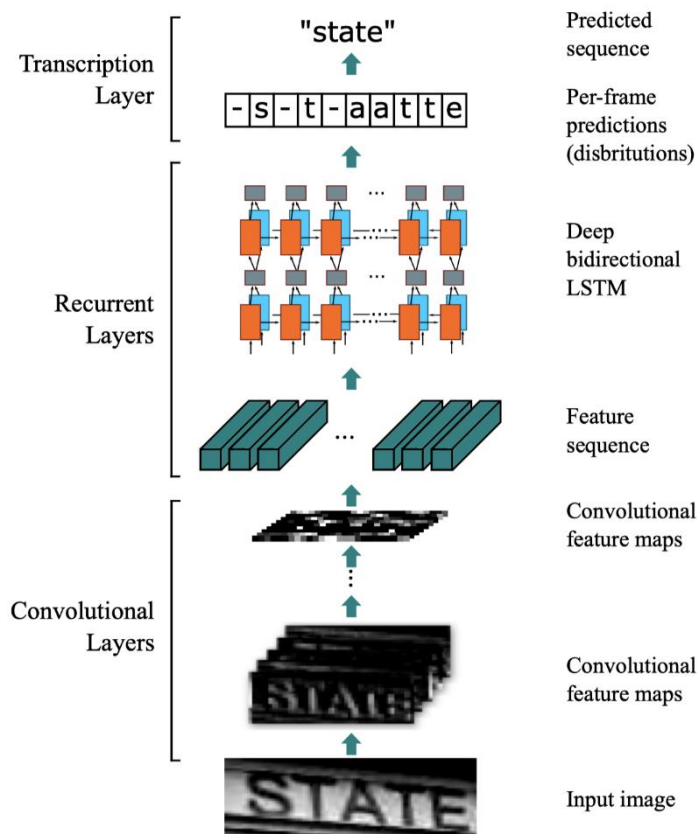 "state"
Predicted
sequence
Transcription
Layer
-s-t-aatte
Per-frame
predictions
(disbritutions)
Recurrent
Layers
...
...
...
...
Deep
bidirectional
LSTM
...
Feature
sequence
Convolutional
Layers
Convolutional
feature maps
...
STATE
Convolutional
feature maps
STATE
Input image